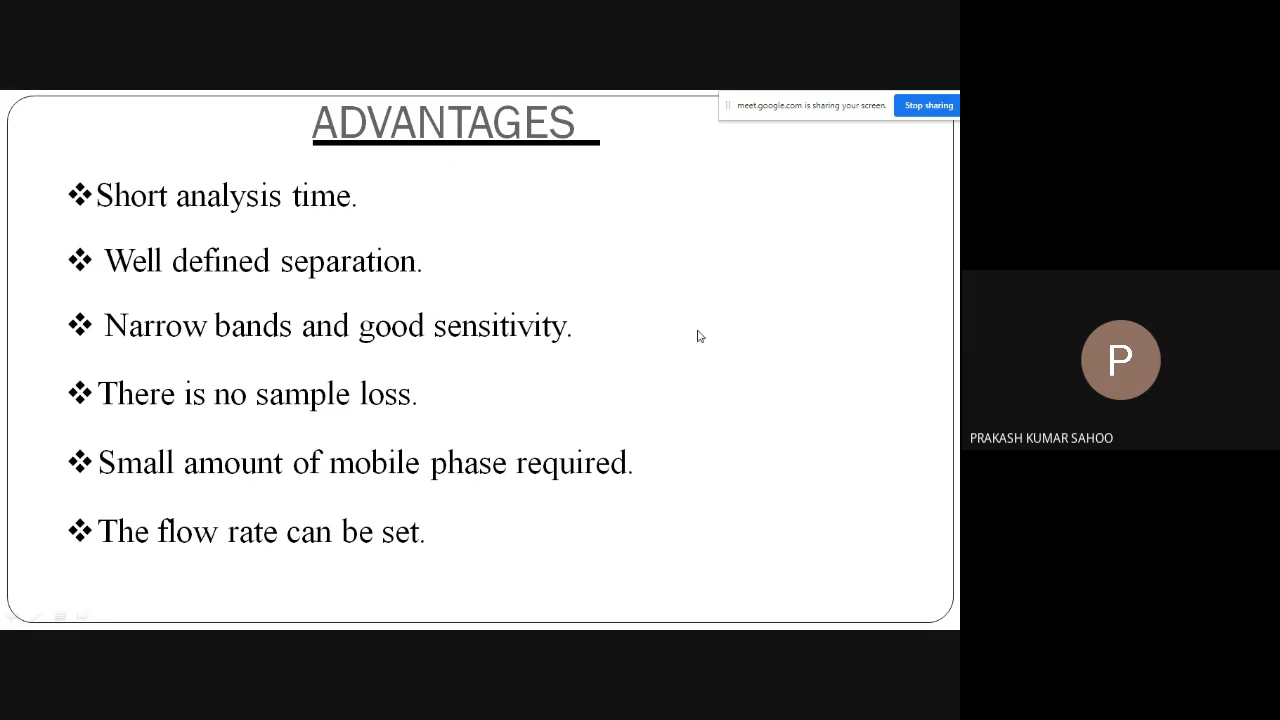 ADVANTAGES
meet.google.com is sharing your screen.
Stop sharing
❖Short analysis time.
❖ Well defined separation.
❖ Narrow bands and good sensitivity.
❖There is no sample loss.
❖Small amount of mobile phase required.
❖The flow rate can be set.
P
PRAKASH KUMAR SAHOO